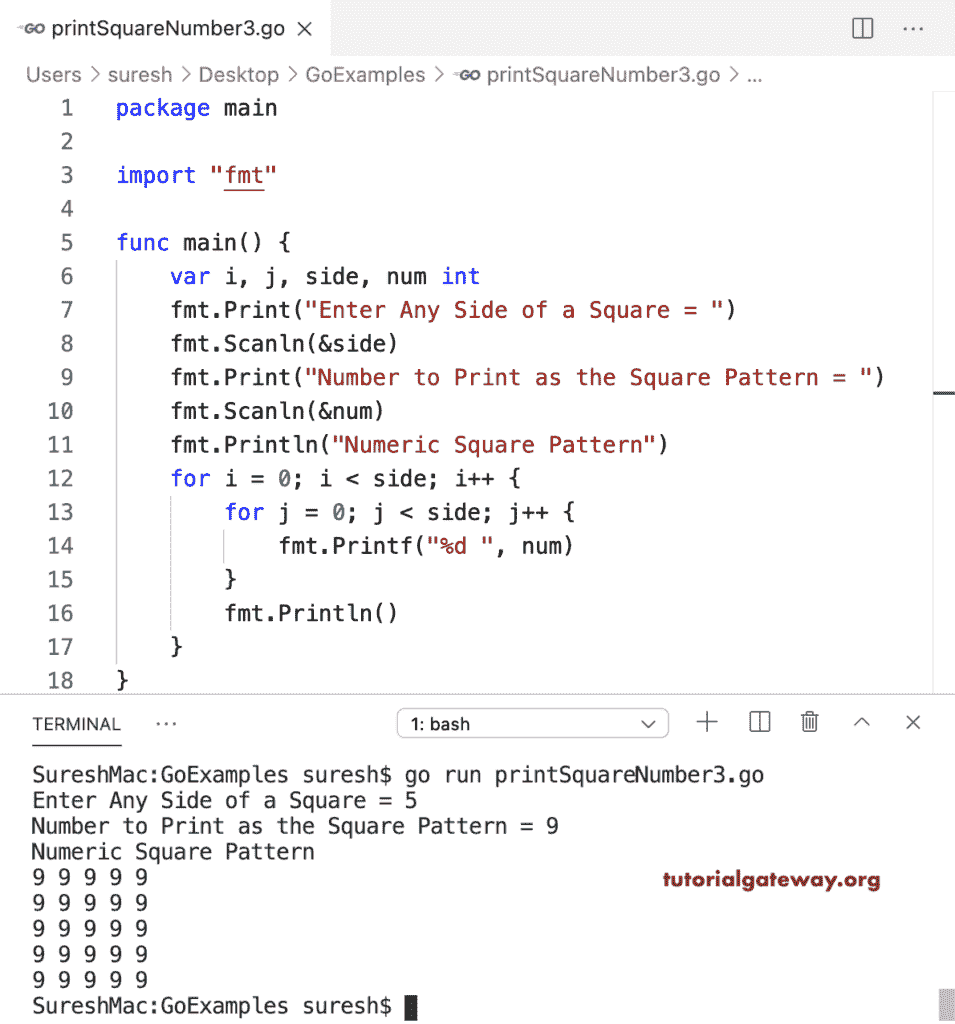 GO printSquareNumber3.go ×
Users > suresh > Desktop > GoExamples > GO printSquareNumber3.go > ...
1 package main
2
3 import "fmt"
4
5 func main() {
6 var i, j, side, num int
7 fmt.Print("Enter Any Side of a Square = ")
8 fmt.Scanln(&side)
9 fmt.Print("Number to Print as the Square Pattern = ")
10 fmt.Scanln(&num)
11 fmt.Println("Numeric Square Pattern")
12 for i = 0; i < side; i++ {
13 for j = 0; j < side; j++ {
14 fmt.Printf("%d ", num)
15 }
16 fmt.Println()
17 }
18 }
TERMINAL ··· 1: bash
SureshMac:GoExamples suresh$ go run printSquareNumber3.go
Enter Any Side of a Square = 5
Number to Print as the Square Pattern = 9
Numeric Square Pattern
9 9 9 9 9
tutorialgateway.org
9 9 9 9 9
9 9 9 9 9
9 9 9 9 9
9 9 9 9 9
SureshMac:GoExamples suresh$